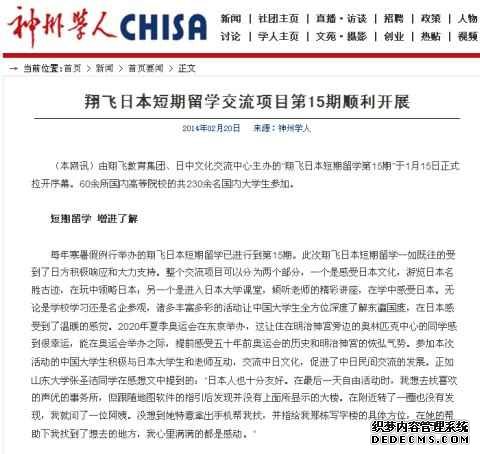 神州学人 CHISA
新闻 | 社团主页 | 直播·访谈 | 招聘 | 政策 | 人物
讨论 | 学人主页 | 文苑·摄影 | 创业 | 热贴 | 视频
→ 当前位置:首页 > 新闻 > 首页要闻 > 正文
翔飞日本短期留学交流项目第15期顺利开展
2014年02月20日 来源：神州学人
（本网讯）由翔飞教育集团、日中文化交流中心主办的“翔飞日本短期留学第15期”于1月15日正式
拉开序幕。60余所国内高等院校的共230余名国内大学生参加。
短期留学 增进了解
每年寒暑假例行举办的翔飞日本短期留学已进行到第15期。此次翔飞日本短期留学一如既往的受
到了日方积极响应和大力支持。整个交流项目可以分为两个部分，一个是感受日本文化，游览日本名
胜古迹，在玩中领略日本；另一个是进入日本大学课堂，倾听老师的精彩讲座，在学中感受日本。无
论是学校学习还是名企参观，诸多丰富多彩的活动让中国大学生全方位深度了解东瀛国度，在日本感
受到了温暖的感觉。2020年夏季奥运会在东京举办，这让住在明治神宫旁边的奥林匹克中心的同学感
到很幸运，能在奥运会举办之际，提前感受五十年前奥运会的历史和明治神宫的恢弘气势。参加本次
活动的中国大学生积极与日本大学生和老师互动，交流中日文化，促进了中日民间交流的发展。正如
山东大学张圣洁同学在感想文中提到的：“日本人也十分友好。在最后一天自由活动时，我想去找喜欢
的声优的事务所，但跟随地图软件的指引后发现并没有上面所显示的大楼。在附近转了一圈也没有发
现，我就问了一位阿姨。没想到她特意拿出手机帮我找，并指给我那栋写字楼的具体方位，在她的帮
助下我找到了想去的地方，我心里满满的都是感动。”
织梦内容管理系统
DEDECMS.COM